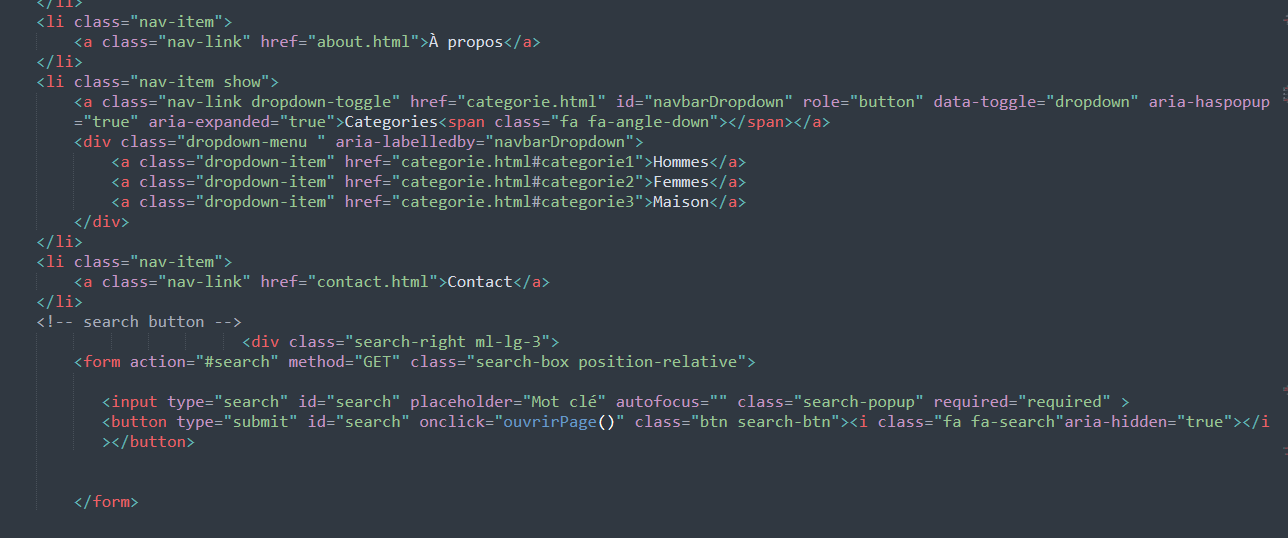 </li>
<li class="nav-item">
<a class="nav-link" href="about.html">À propos</a>
</li>
<li class="nav-item show">
<a class="nav-link dropdown-toggle" href="categorie.html" id="navbarDropdown" role="button" data-toggle="dropdown" aria-haspopup
="true" aria-expanded="true">Categories<span class="fa fa-angle-down"></span></a>
<div class="dropdown-menu " aria-labelledby="navbarDropdown">
<a class="dropdown-item" href="categorie.html#categorie1">Hommes</a>
<a class="dropdown-item" href="categorie.html#categorie2">Femmes</a>
<a class="dropdown-item" href="categorie.html#categorie3">Maison</a>
</div>
</li>
<li class="nav-item">
<a class="nav-link" href="contact.html">Contact</a>
</li>
<!-- search button -->
<div class="search-right ml-lg-3">
<form action="#search" method="GET" class="search-box position-relative">
<input type="search" id="search" placeholder="Mot clé" autofocus="" class="search-popup" required="required" >
<button type="submit" id="search" onclick="ouvrirPage()" class="btn search-btn"><i class="fa fa-search"aria-hidden="true"></i
></button>
</form>